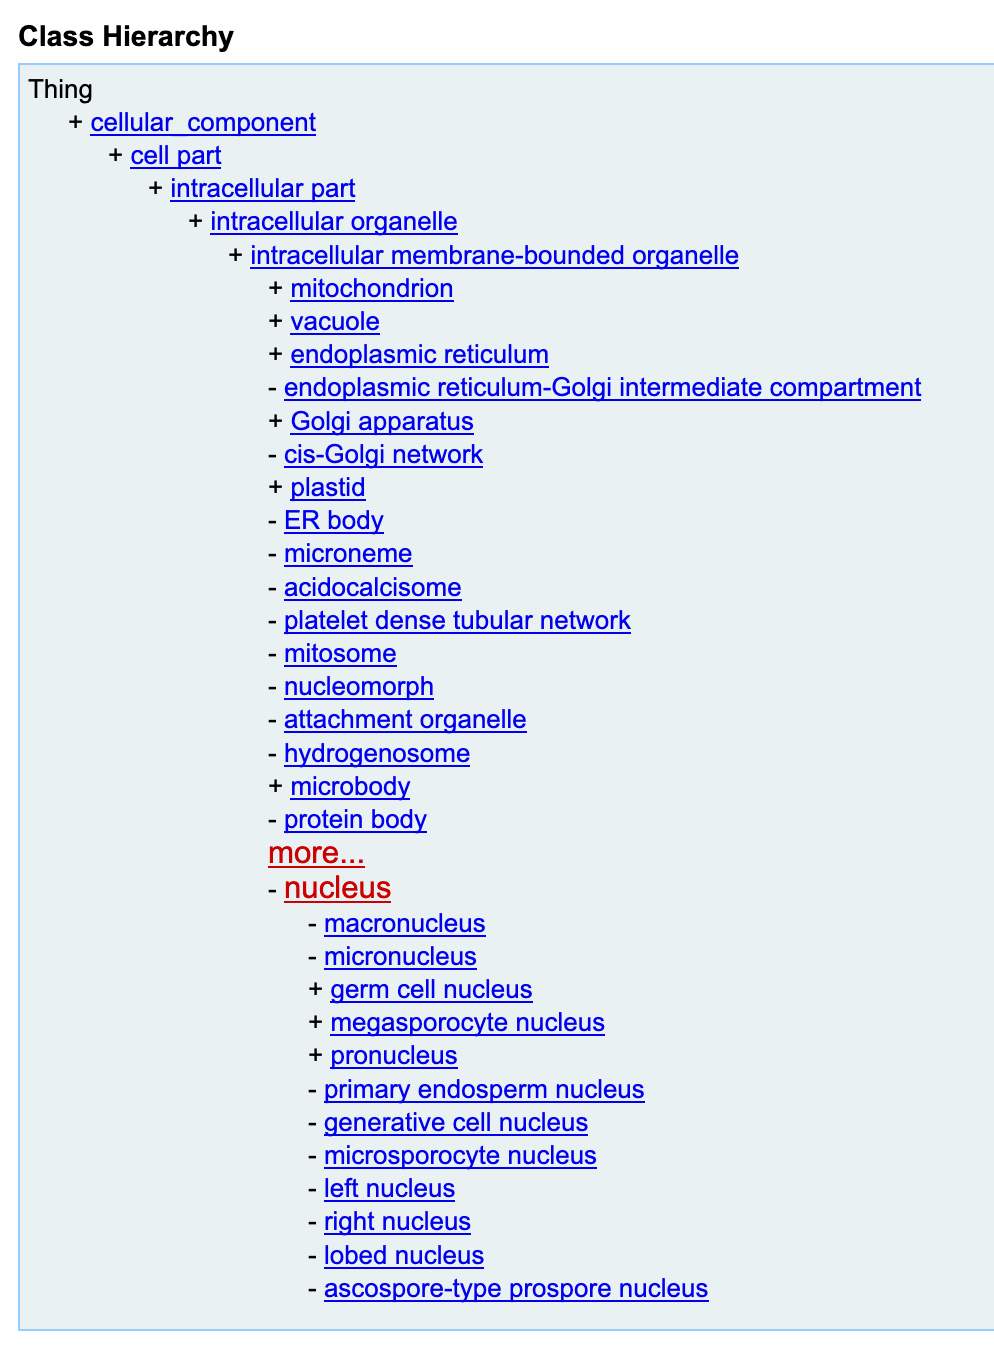 Class Hierarchy
Thing
+ cellular_component
+ cell part
+ intracellular part
+ intracellular organelle
+ intracellular membrane-bounded organelle
+ mitochondrion
+ vacuole
+ endoplasmic reticulum
- endoplasmic reticulum-Golgi intermediate compartment
+ Golgi apparatus
- cis-Golgi network
+ plastid
- ER body
- microneme
- acidocalcisome
- platelet dense tubular network
- mitosome
- nucleomorph
- attachment organelle
- hydrogenosome
+ microbody
- protein body
more...
- nucleus
- macronucleus
- micronucleus
+ germ cell nucleus
+ megasporocyte nucleus
+ pronucleus
- primary endosperm nucleus
- generative cell nucleus
- microsporocyte nucleus
- left nucleus
- right nucleus
- lobed nucleus
- ascospore-type prospore nucleus